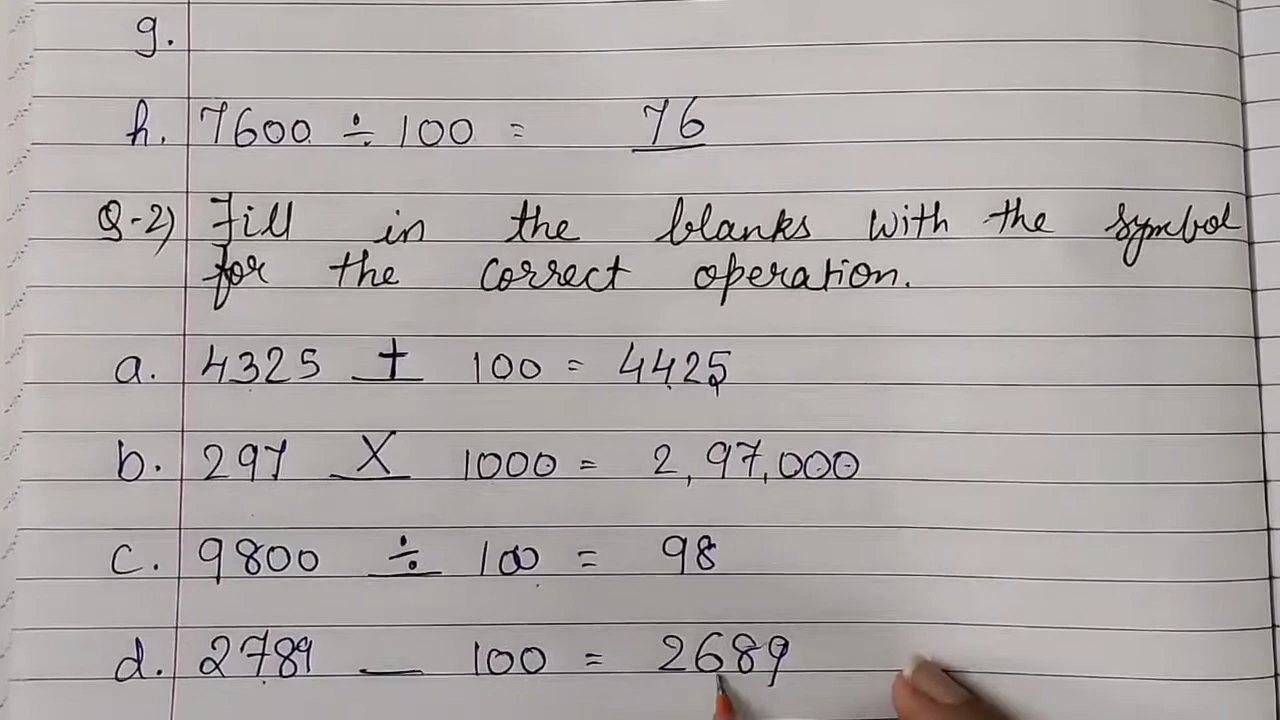 g.
h. 7600 ÷ 100 = 76
Q-2) Fill in the blanks with the symbol
for the correct operation.
a. 4325 + 100 = 4425
b. 297 X 1000 = 2,97,000
c. 9800 ÷ 100 = 98
d. 2789 __ 100 = 2689